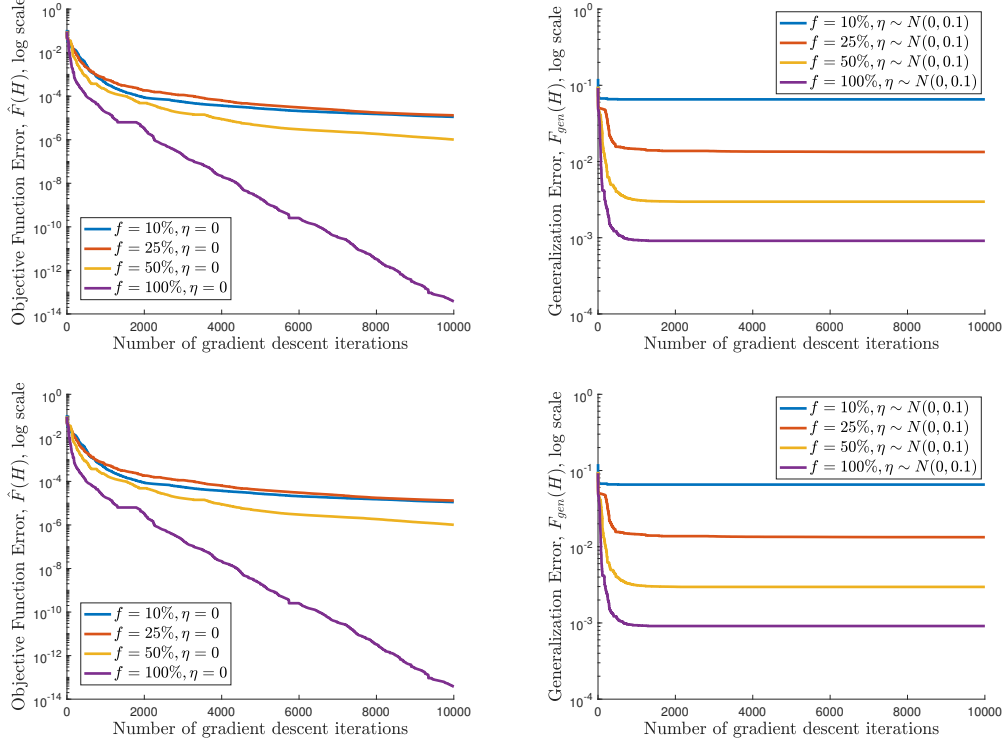 Objective Function Error, F̂(H), log scale
10^0
10^-2
10^-4
10^-6
10^-8
10^-10
10^-12
10^-14
f = 10%, η = 0
f = 25%, η = 0
f = 50%, η = 0
f = 100%, η = 0
0 2000 4000 6000 8000 10000
Number of gradient descent iterations
Generalization Error, F_gen(H), log scale
10^0
10^-1
10^-2
10^-3
10^-4
f = 10%, η ∼ N(0, 0.1)
f = 25%, η ∼ N(0, 0.1)
f = 50%, η ∼ N(0, 0.1)
f = 100%, η ∼ N(0, 0.1)
0 2000 4000 6000 8000 10000
Number of gradient descent iterations
Objective Function Error, F̂(H), log scale
10^0
10^-2
10^-4
10^-6
10^-8
10^-10
10^-12
10^-14
f = 10%, η = 0
f = 25%, η = 0
f = 50%, η = 0
f = 100%, η = 0
0 2000 4000 6000 8000 10000
Number of gradient descent iterations
Generalization Error, F_gen(H), log scale
10^0
10^-1
10^-2
10^-3
10^-4
f = 10%, η ∼ N(0, 0.1)
f = 25%, η ∼ N(0, 0.1)
f = 50%, η ∼ N(0, 0.1)
f = 100%, η ∼ N(0, 0.1)
0 2000 4000 6000 8000 10000
Number of gradient descent iterations